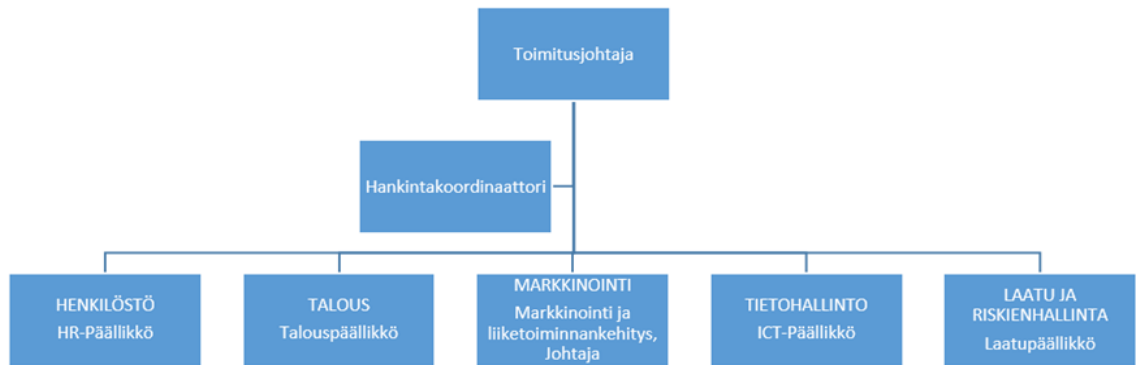 Toimitusjohtaja
Hankintakoordinaattori
HENKILÖSTÖ
HR-Päällikkö
TALOUS
Talouspäällikkö
MARKKINOINTI
Markkinointi ja
liiketoiminnankehitys,
Johtaja
TIETOHALLINTO
ICT-Päällikkö
LAATU JA
RISKIENHALLINTA
Laatupäällikkö